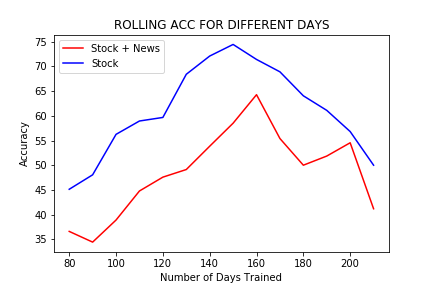 ROLLING ACC FOR DIFFERENT DAYS
Stock + News
Stock
Accuracy
75
70
65
60
55
50
45
40
35
80 100 120 140 160 180 200
Number of Days Trained